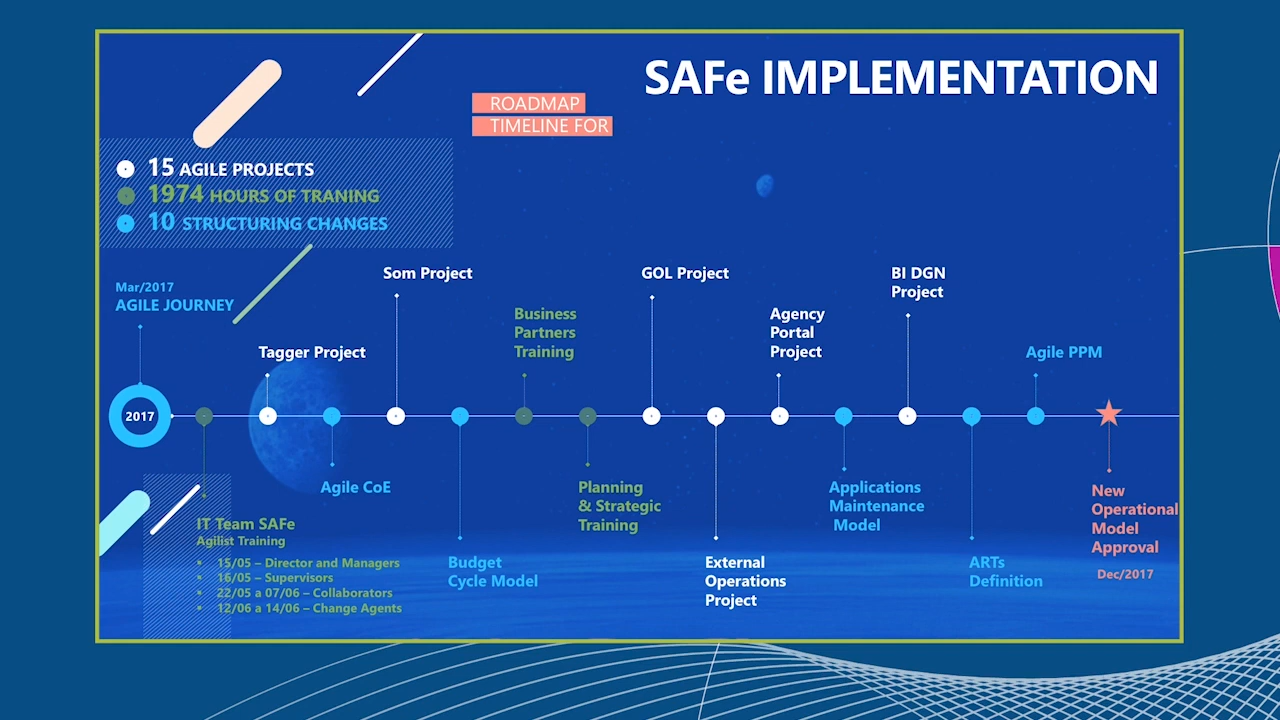 SAFe IMPLEMENTATION
ROADMAP
TIMELINE FOR
15 AGILE PROJECTS
1974 HOURS OF TRANING
10 STRUCTURING CHANGES
Mar/2017
AGILE JOURNEY
2017
IT Team SAFe
Agilist Training
• 15/05 – Director and Managers
• 16/05 – Supervisors
• 22/05 a 07/06 – Collaborators
• 12/06 a 14/06 – Change Agents
Tagger Project
Agile CoE
Som Project
Budget
Cycle Model
Business
Partners
Training
Planning
& Strategic
Training
GOL Project
External
Operations
Project
Agency
Portal
Project
Applications
Maintenance
Model
BI DGN
Project
ARTs
Definition
Agile PPM
New
Operational
Model
Approval
Dec/2017